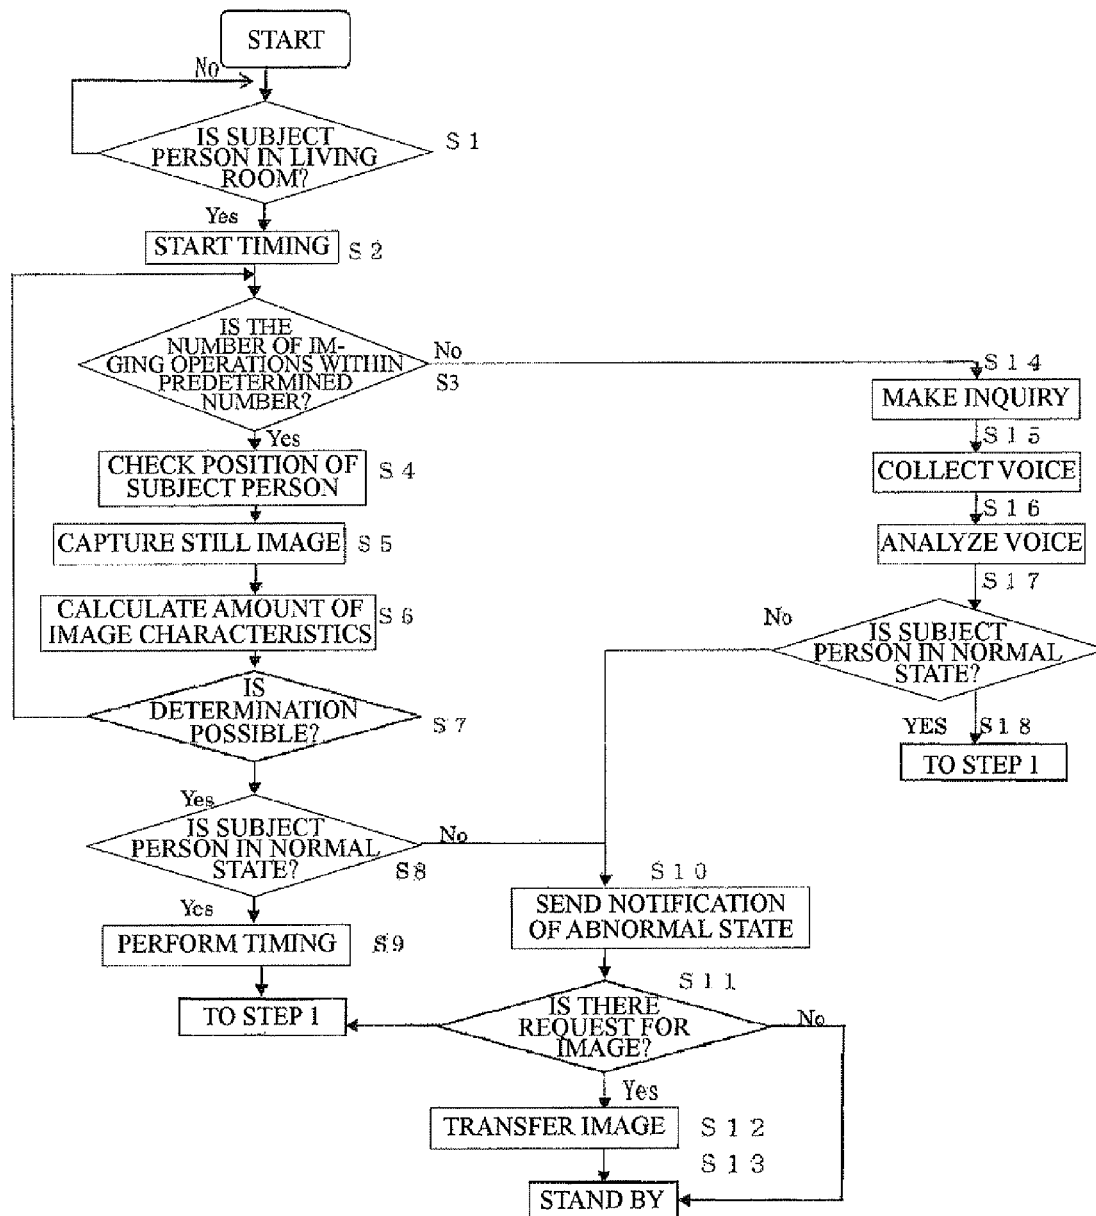 START
No
IS SUBJECT
PERSON IN LIVING
ROOM?
S 1
Yes
START TIMING
S 2
IS THE
NUMBER OF IM-
GING OPERATIONS WITHIN
PREDETERMINED
NUMBER?
No
S3
Yes
CHECK POSITION OF
SUBJECT PERSON
S 4
CAPTURE STILL IMAGE
S 5
CALCULATE AMOUNT OF
IMAGE CHARACTERISTICS
S 6
IS
DETERMINATION
POSSIBLE?
S 7
Yes
IS SUBJECT
PERSON IN NORMAL
STATE?
No
S8
Yes
PERFORM TIMING
S9
TO STEP 1
S 1 4
MAKE INQUIRY
S 1 5
COLLECT VOICE
S 1 6
ANALYZE VOICE
S 1 7
No
IS SUBJECT
PERSON IN NORMAL
STATE?
YES
S 1 8
TO STEP 1
S 1 0
SEND NOTIFICATION
OF ABNORMAL STATE
S 1 1
IS THERE
REQUEST FOR
IMAGE?
No
Yes
TRANSFER IMAGE
S 1 2
S 1 3
STAND BY